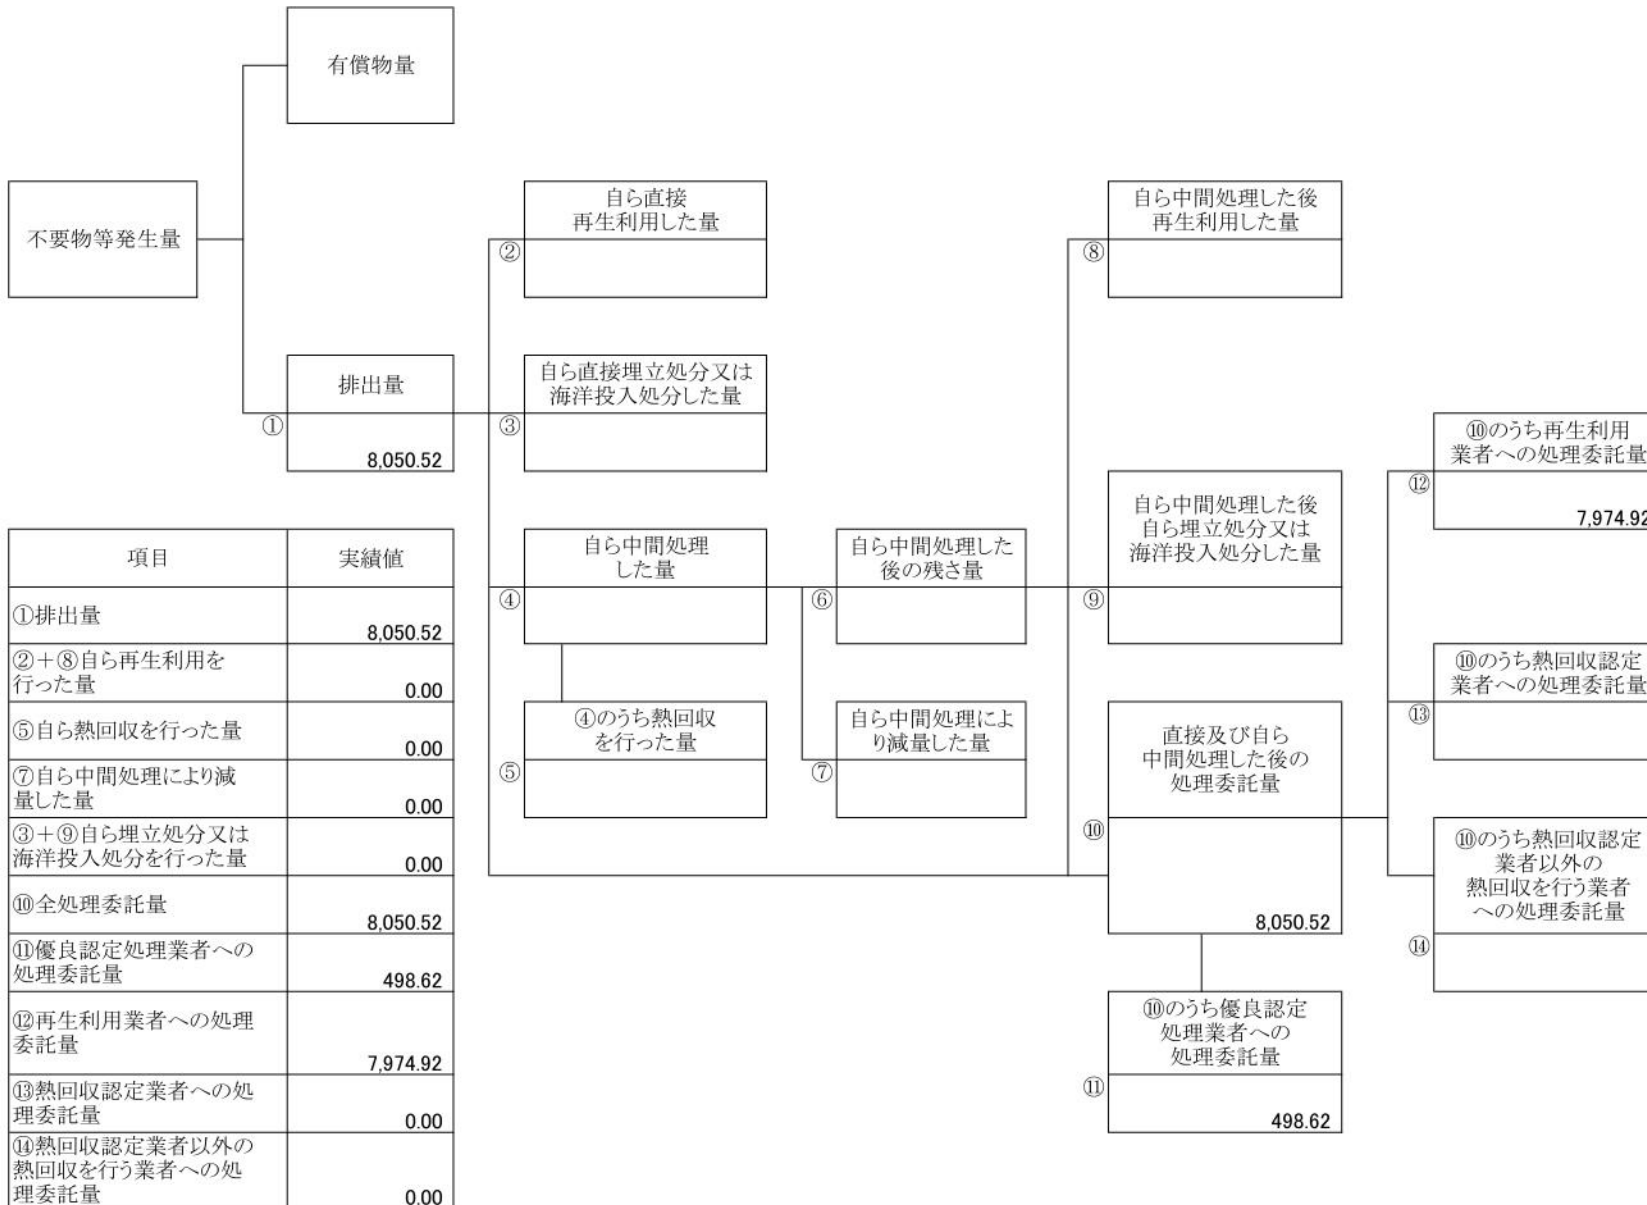 有償物量
不要物等発生量
自ら直接
再生利用した量
②
自ら中間処理した後
再生利用した量
⑧
排出量
①
8,050.52
自ら直接埋立処分又は
海洋投入処分した量
③
⑩のうち再生利用
業者への処理委託量
⑫
7,974.92
自ら中間処理した後
自ら埋立処分又は
海洋投入処分した量
⑨
自ら中間処理
した量
④
自ら中間処理した
後の残さ量
⑥
⑩のうち熱回収認定
業者への処理委託量
⑬
④のうち熱回収
を行った量
⑤
自ら中間処理によ
り減量した量
⑦
直接及び自ら
中間処理した後の
処理委託量
⑩
8,050.52
⑩のうち熱回収認定
業者以外の
熱回収を行う業者
への処理委託量
⑭
⑩のうち優良認定
処理業者への
処理委託量
⑪
498.62
項目 実績値
①排出量
8,050.52
②+⑧自ら再生利用を
行った量
0.00
⑤自ら熱回収を行った量
0.00
⑦自ら中間処理により減
量した量
0.00
③+⑨自ら埋立処分又は
海洋投入処分を行った量
0.00
⑩全処理委託量
8,050.52
⑪優良認定処理業者への
処理委託量
498.62
⑫再生利用業者への処理
委託量
7,974.92
⑬熱回収認定業者への処
理委託量
0.00
⑭熱回収認定業者以外の
熱回収を行う業者への処
理委託量
0.00